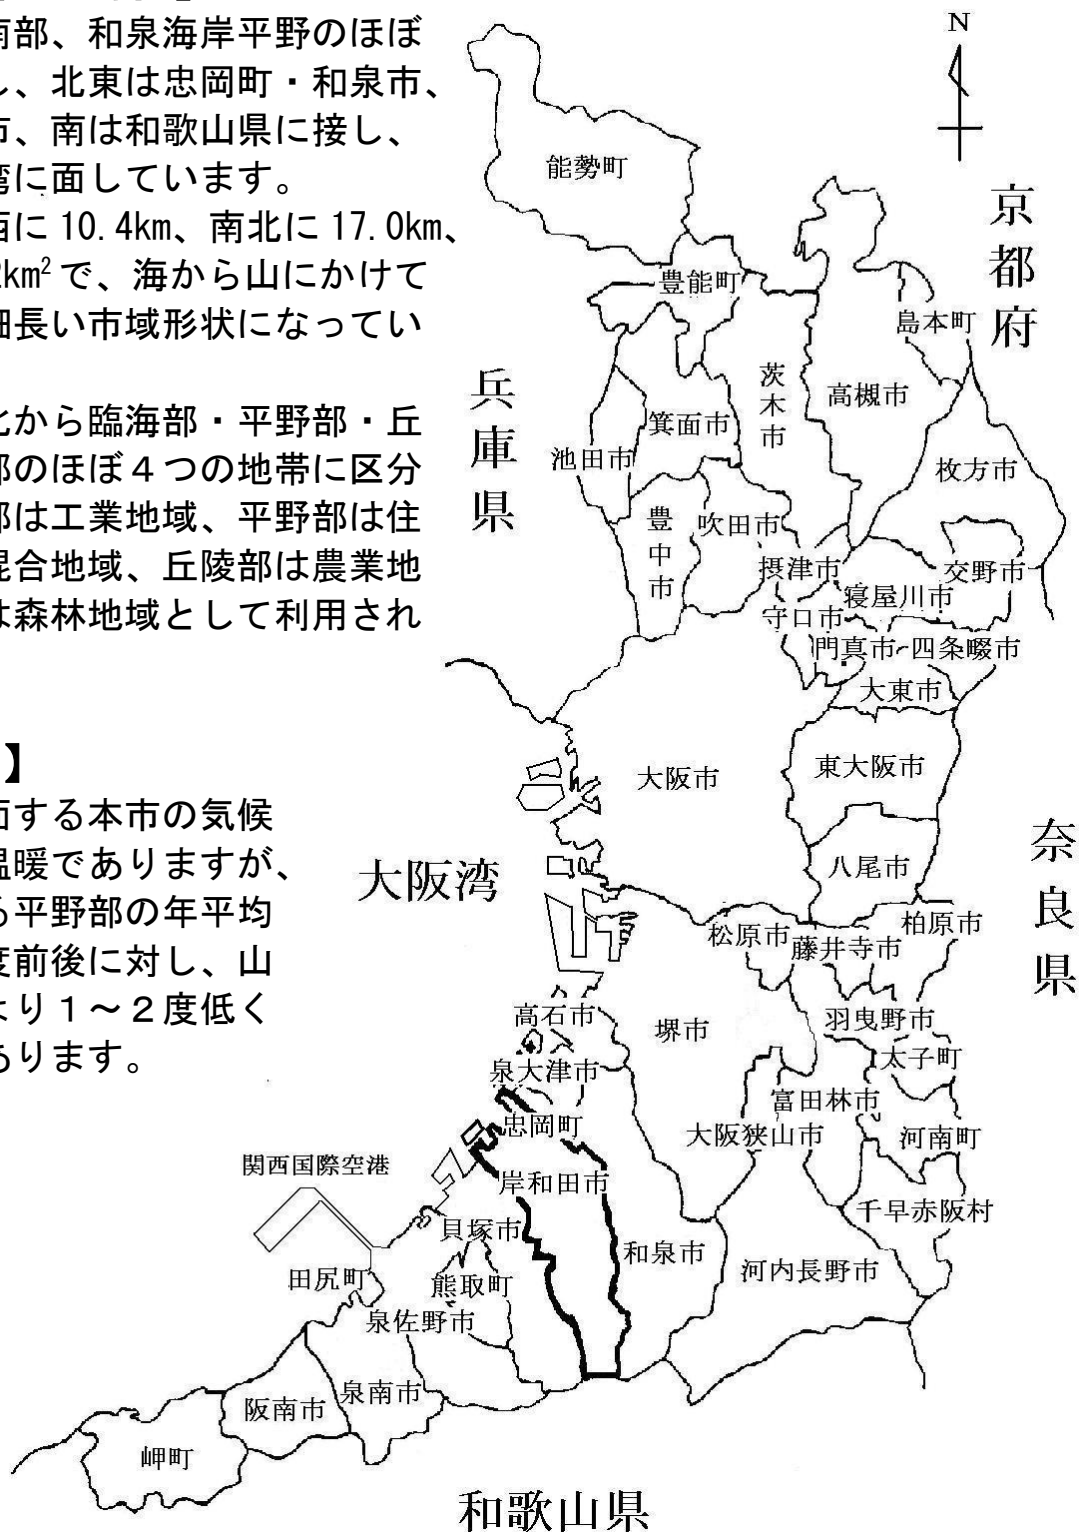 南部、和泉海岸平野のほぼ
し、北東は忠岡町・和泉市、
市、南は和歌山県に接し、
湾に面しています。
西に 10.4km、南北に 17.0km、
2km²で、海から山にかけて
細長い市域形状になってい
北から臨海部・平野部・丘
部のほぼ４つの地帯に区分
部は工業地域、平野部は住
混合地域、丘陵部は農業地
は森林地域として利用され
】
面する本市の気候
温暖でありますが、
る平野部の年平均
度前後に対し、山
より１～２度低く
あります。
N
能勢町
京都府
豊能町
島本町
兵庫県
茨木市
高槻市
箕面市
池田市
枚方市
豊中市
吹田市
摂津市
交野市
寝屋川市
守口市
門真市
四条畷市
大東市
大阪市
東大阪市
奈良県
大阪湾
八尾市
柏原市
松原市
藤井寺市
高石市
堺市
羽曳野市
太子町
泉大津市
富田林市
忠岡町
大阪狭山市
河南町
関西国際空港
岸和田市
千早赤阪村
貝塚市
和泉市
河内長野市
田尻町
熊取町
泉佐野市
泉南市
阪南市
岬町
和歌山県